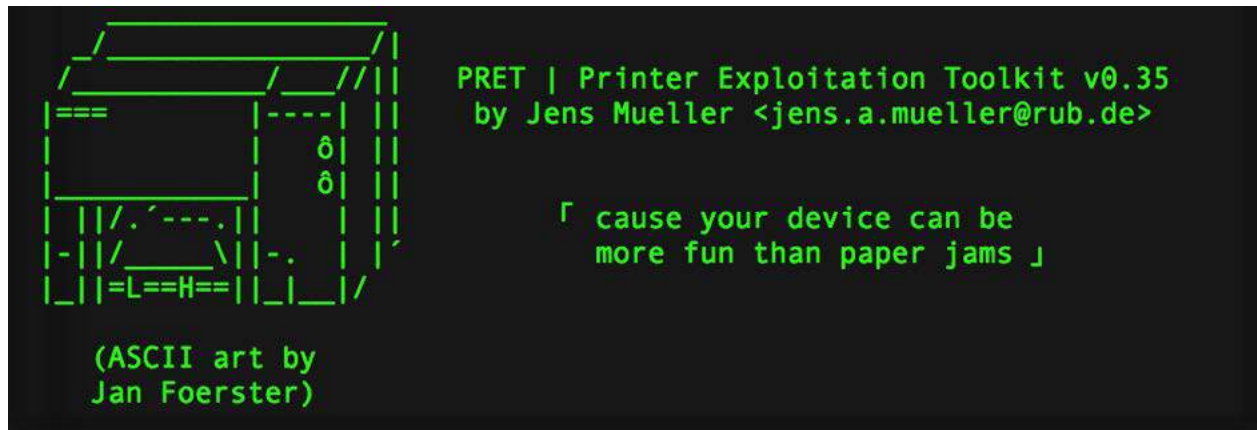 PRET | Printer Exploitation Toolkit v0.35
by Jens Mueller <jens.a.mueller@rub.de>
「 cause your device can be
more fun than paper jams 」
(ASCII art by
Jan Foerster)